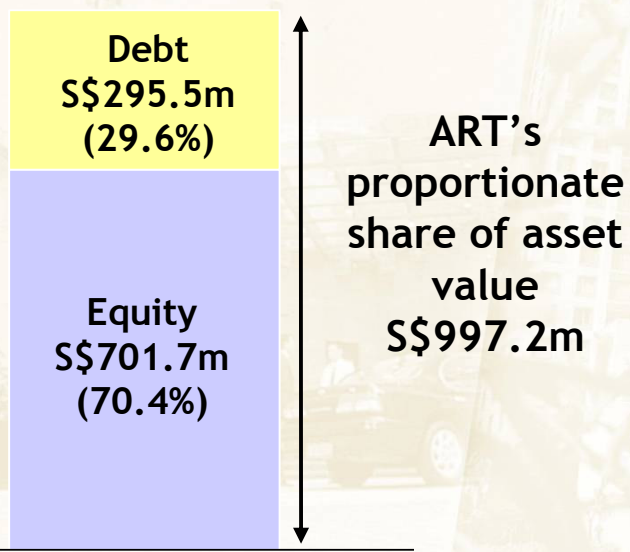 Debt
S$295.5m
(29.6%)
Equity
S$701.7m
(70.4%)
ART’s
proportionate
share of asset
value
S$997.2m